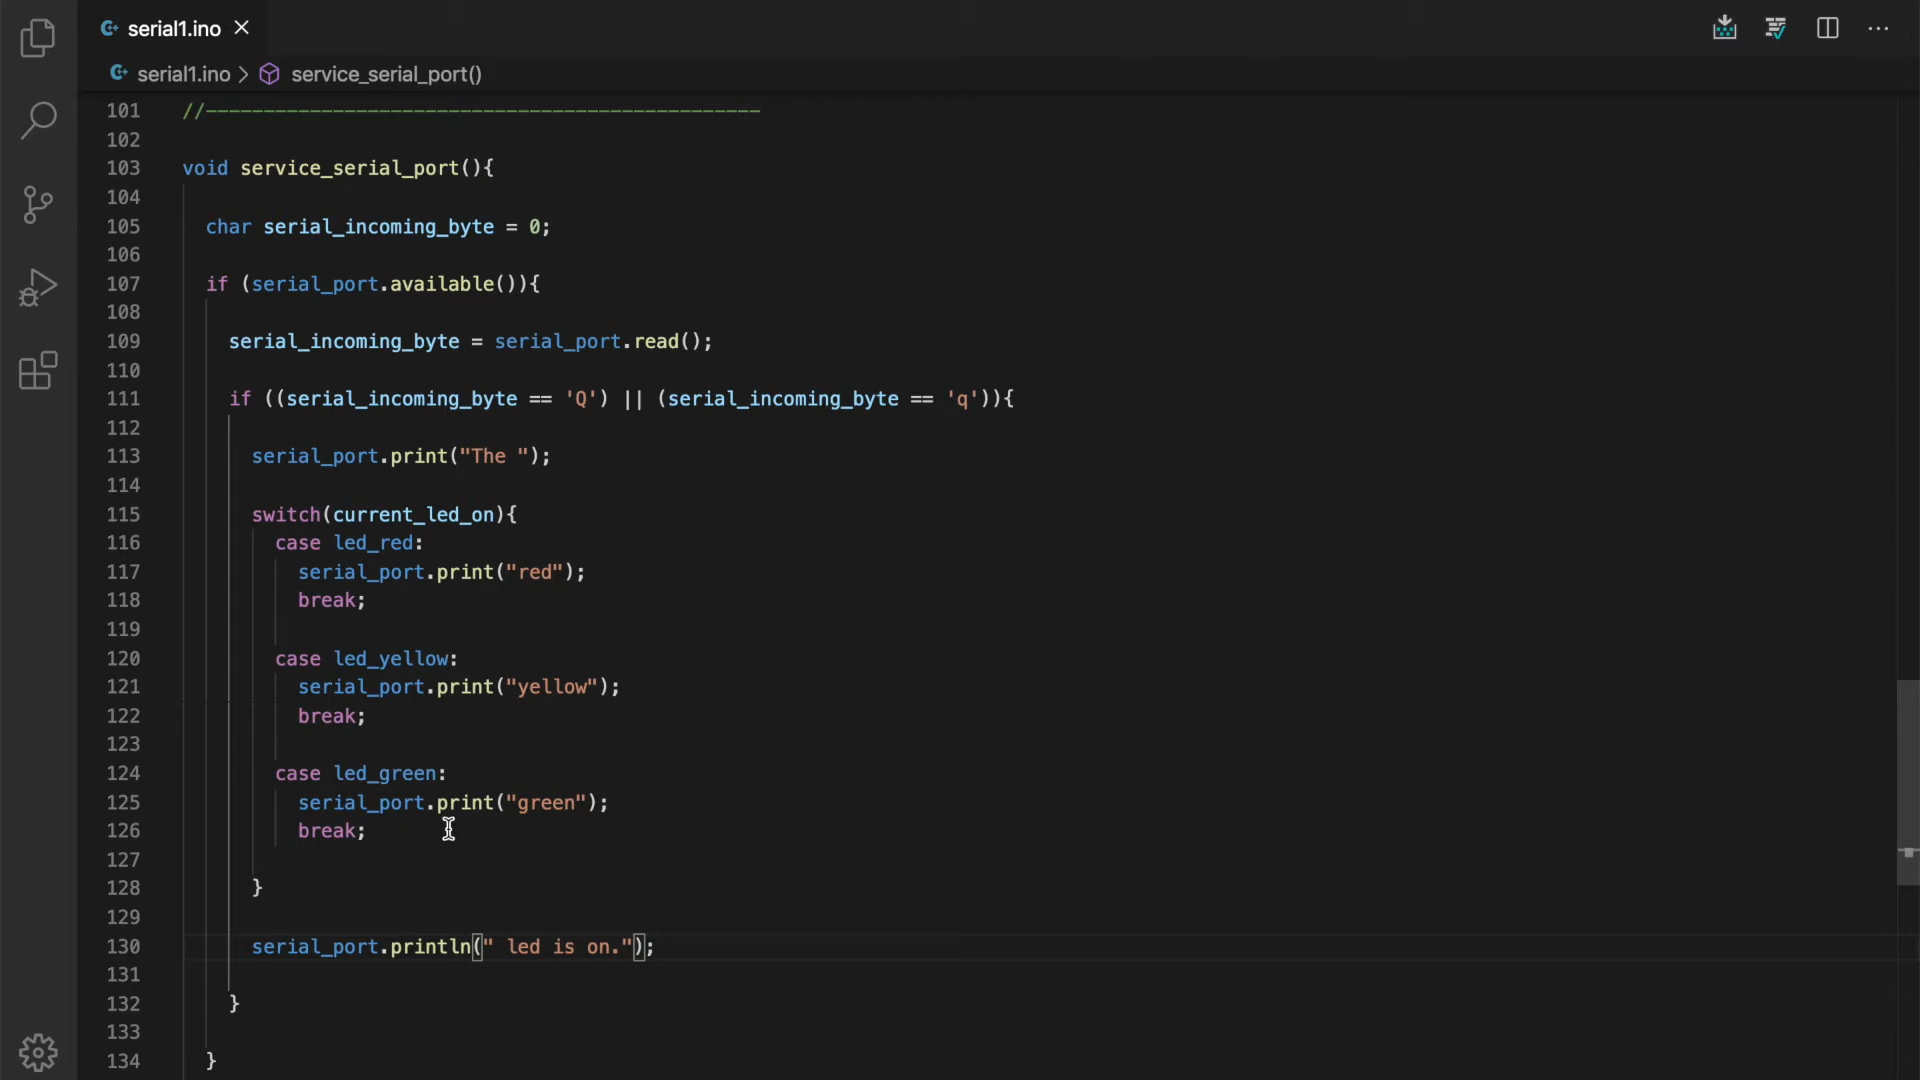 serial1.ino
serial1.ino > service_serial_port()
101 //------------------------------------------------
102
103 void service_serial_port(){
104
105 char serial_incoming_byte = 0;
106
107 if (serial_port.available()){
108
109 serial_incoming_byte = serial_port.read();
110
111 if ((serial_incoming_byte == 'Q') || (serial_incoming_byte == 'q')){
112
113 serial_port.print("The ");
114
115 switch(current_led_on){
116 case led_red:
117 serial_port.print("red");
118 break;
119
120 case led_yellow:
121 serial_port.print("yellow");
122 break;
123
124 case led_green:
125 serial_port.print("green");
126 break;
127
128 }
129
130 serial_port.println(" led is on.");
131
132 }
133
134 }